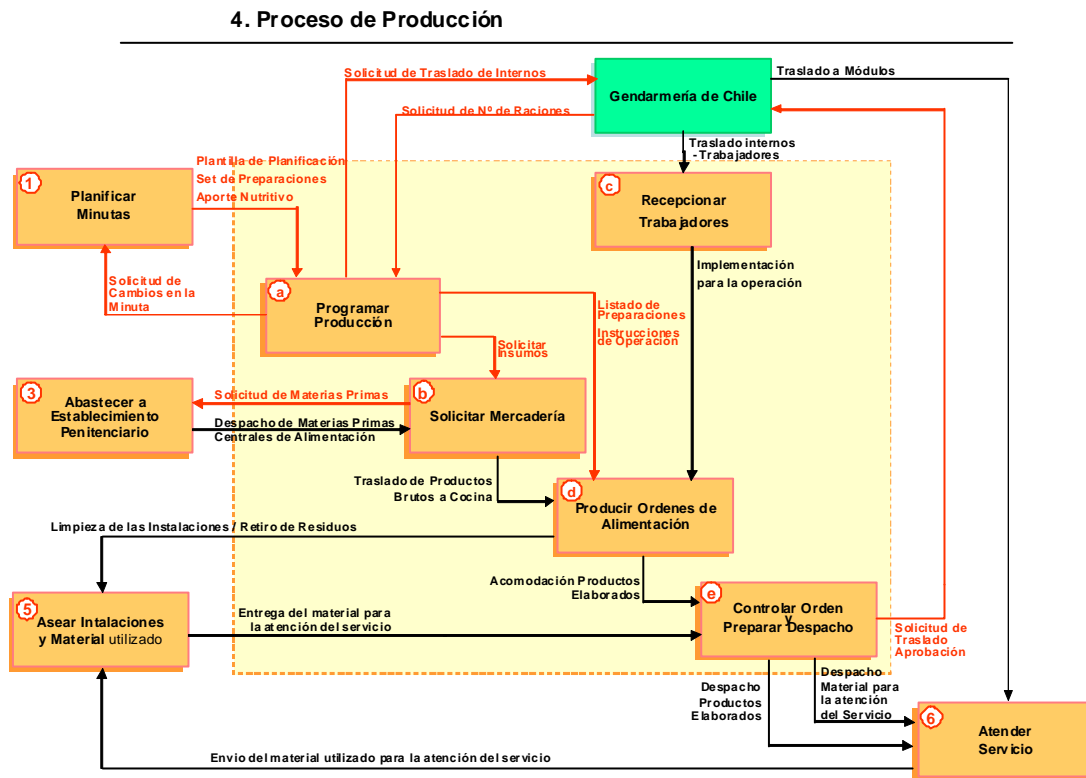 4. Proceso de Producción
Solicitud de Traslado de Internos
Traslado a Módulos
Gendarmería de Chile
Solicitud de Nº de Raciones
Traslado internos
- Trabajadores
Plantilla de Planificación
Set de Preparaciones
Aporte Nutritivo
1
Planificar
Minutas
c
Recepcionar
Trabajadores
Solicitud de
Cambios en la
Minuta
a
Programar
Producción
Implementación
para la operación
Listado de
Preparaciones
Instrucciones
de Operación
Solicitar
Insumos
3
Abastecer a
Establecimiento
Penitenciario
Solicitud de Materias Primas
Despacho de Materias Primas
Centrales de Alimentación
b
Solicitar Mercadería
Traslado de Productos
Brutos a Cocina
d
Producir Ordenes de
Alimentación
Limpieza de las Instalaciones / Retiro de Residuos
Acomodación Productos
Elaborados
5
Asear Intalaciones
y Material utilizado
Entrega del material para
la atención del servicio
e
Controlar Orden
y
Preparar Despacho
Solicitud de
Traslado
Aprobación
Despacho
Productos
Elaborados
Despacho
Material para
la atención
del Servicio
6
Atender
Servicio
Envio del material utilizado para la atención del servicio